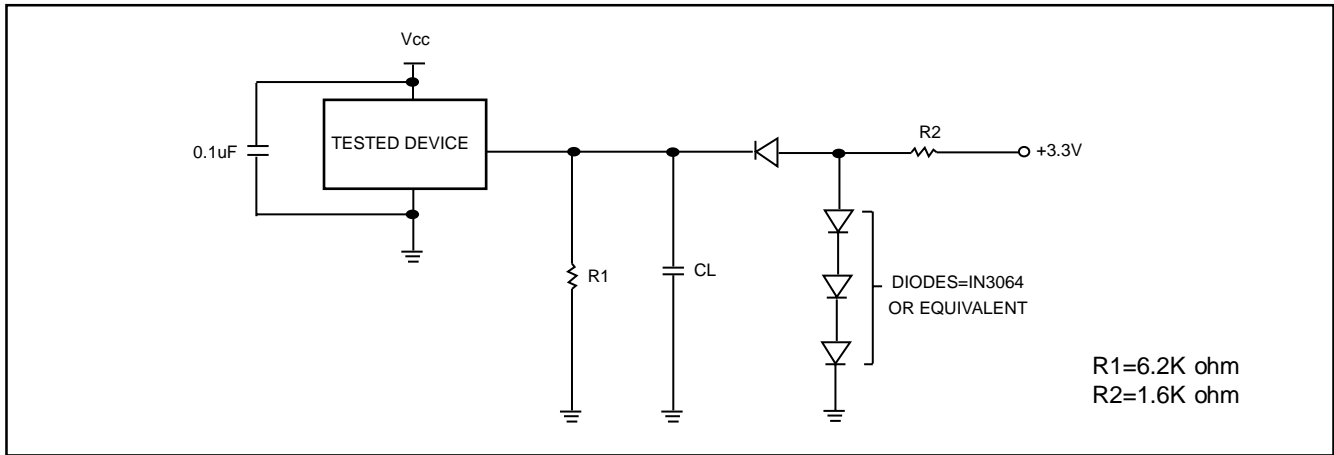 Vcc
0.1uF
TESTED DEVICE
R2
+3.3V
R1
CL
DIODES=IN3064
OR EQUIVALENT
R1=6.2K ohm
R2=1.6K ohm